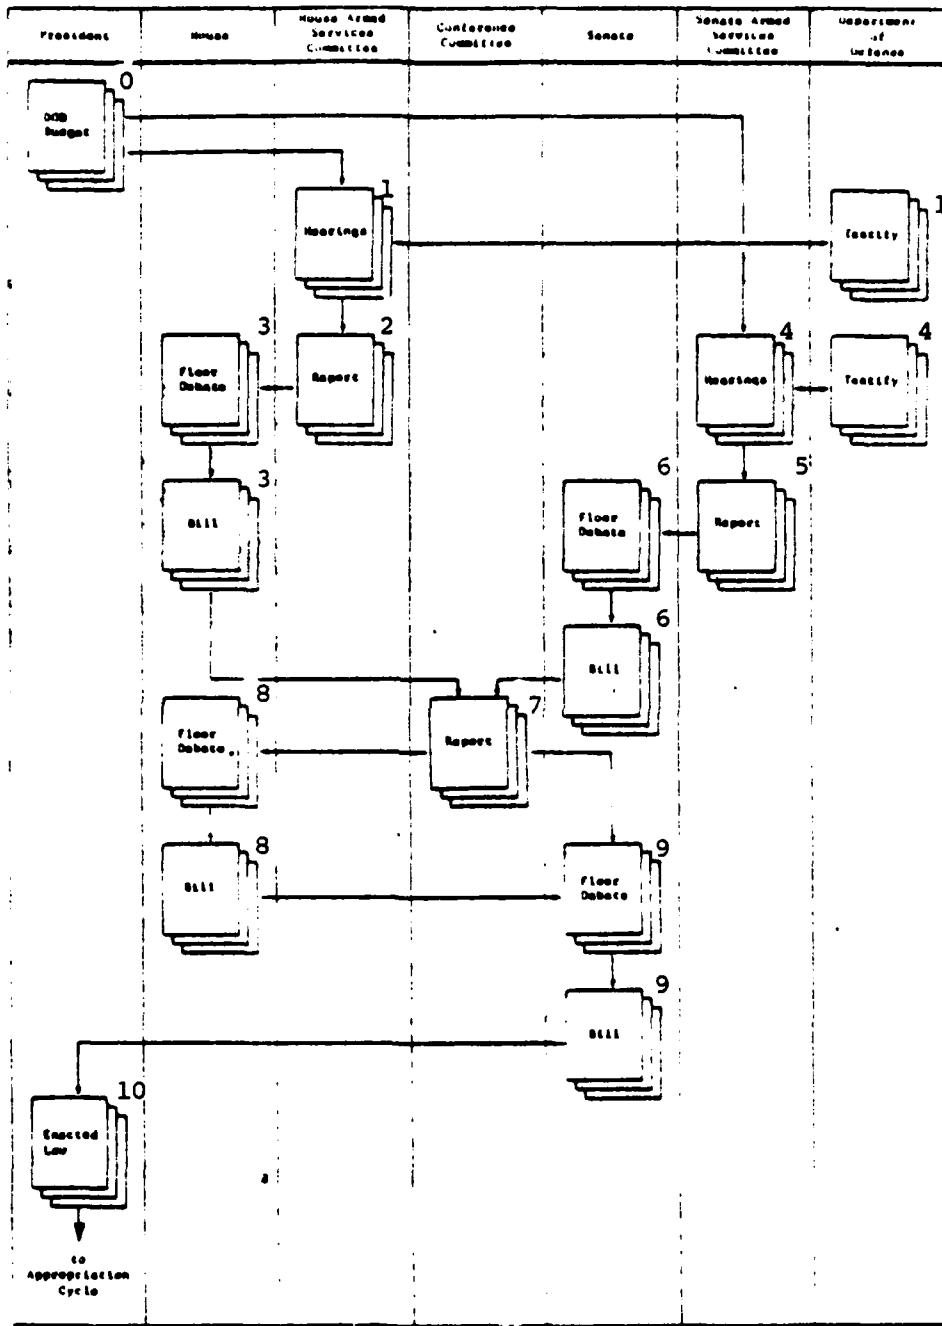 President
House
House Armed
Services
Committee
Conference
Committee
Senate
Senate Armed
Services
Committee
Department
of
Defense
0
DOD
Budget
1
Hearings
1
Testify
3
Floor
Debate
2
Report
4
Hearings
4
Testify
3
Bill
6
Floor
Debate
5
Report
6
Bill
8
Floor
Debate
7
Report
8
Bill
9
Floor
Debate
9
Bill
10
Enacted
Law
to
Appropriation
Cycle